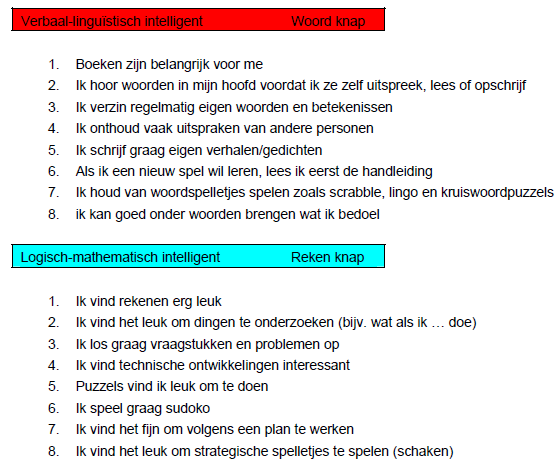 Verbaal-linguïstisch intelligent Woord knap
1. Boeken zijn belangrijk voor me
2. Ik hoor woorden in mijn hoofd voordat ik ze zelf uitspreek, lees of opschrijf
3. Ik verzin regelmatig eigen woorden en betekenissen
4. Ik onthoud vaak uitspraken van andere personen
5. Ik schrijf graag eigen verhalen/gedichten
6. Als ik een nieuw spel wil leren, lees ik eerst de handleiding
7. Ik houd van woordspelletjes spelen zoals scrabble, lingo en kruiswoordpuzzels
8. ik kan goed onder woorden brengen wat ik bedoel
Logisch-mathematisch intelligent Reken knap
1. Ik vind rekenen erg leuk
2. Ik vind het leuk om dingen te onderzoeken (bijv. wat als ik … doe)
3. Ik los graag vraagstukken en problemen op
4. Ik vind technische ontwikkelingen interessant
5. Puzzels vind ik leuk om te doen
6. Ik speel graag sudoko
7. Ik vind het fijn om volgens een plan te werken
8. Ik vind het leuk om strategische spelletjes te spelen (schaken)